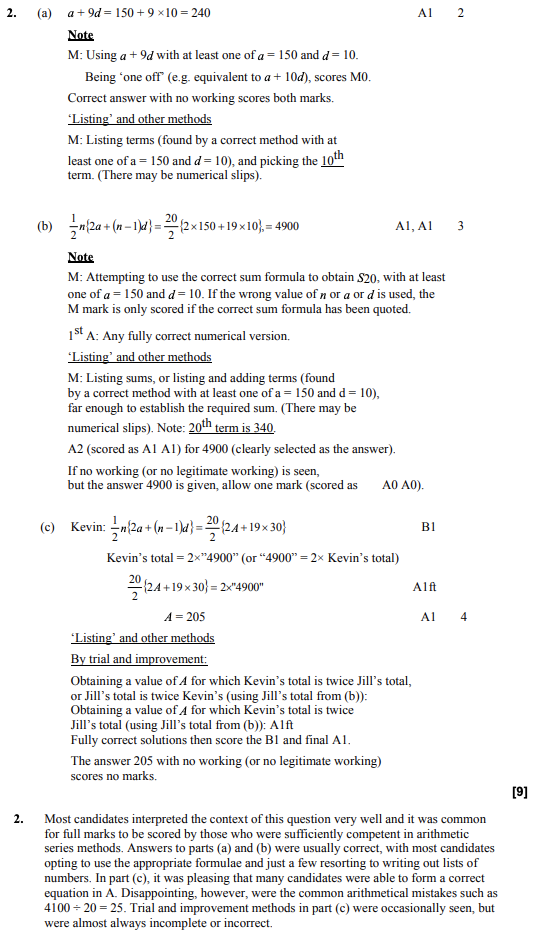 2. (a) a + 9d = 150 + 9 ×10 = 240 A1 2
Note
M: Using a + 9d with at least one of a = 150 and d = 10.
Being ‘one off’ (e.g. equivalent to a + 10d), scores M0.
Correct answer with no working scores both marks.
‘Listing’ and other methods
M: Listing terms (found by a correct method with at
least one of a = 150 and d = 10), and picking the 10th
term. (There may be numerical slips).
(b) 1/2 n{2a + (n − 1)d} = 20/2 {2×150 + 19×10}, = 4900 A1, A1 3
Note
M: Attempting to use the correct sum formula to obtain S20, with at least
one of a = 150 and d = 10. If the wrong value of n or a or d is used, the
M mark is only scored if the correct sum formula has been quoted.
1st A: Any fully correct numerical version.
‘Listing’ and other methods
M: Listing sums, or listing and adding terms (found
by a correct method with at least one of a = 150 and d = 10),
far enough to establish the required sum. (There may be
numerical slips). Note: 20th term is 340.
A2 (scored as A1 A1) for 4900 (clearly selected as the answer).
If no working (or no legitimate working) is seen,
but the answer 4900 is given, allow one mark (scored as A0 A0).
(c) Kevin: 1/2 n{2a + (n − 1)d} = 20/2 {2A + 19×30} B1
Kevin’s total = 2×”4900” (or “4900” = 2× Kevin’s total)
20/2 {2A + 19×30} = 2×"4900" A1ft
A = 205 A1 4
‘Listing’ and other methods
By trial and improvement:
Obtaining a value of A for which Kevin’s total is twice Jill’s total,
or Jill’s total is twice Kevin’s (using Jill’s total from (b)):
Obtaining a value of A for which Kevin’s total is twice
Jill’s total (using Jill’s total from (b)): A1ft
Fully correct solutions then score the B1 and final A1.
The answer 205 with no working (or no legitimate working)
scores no marks.
[9]
2. Most candidates interpreted the context of this question very well and it was common
for full marks to be scored by those who were sufficiently competent in arithmetic
series methods. Answers to parts (a) and (b) were usually correct, with most candidates
opting to use the appropriate formulae and just a few resorting to writing out lists of
numbers. In part (c), it was pleasing that many candidates were able to form a correct
equation in A. Disappointing, however, were the common arithmetical mistakes such as
4100 ÷ 20 = 25. Trial and improvement methods in part (c) were occasionally seen, but
were almost always incomplete or incorrect.